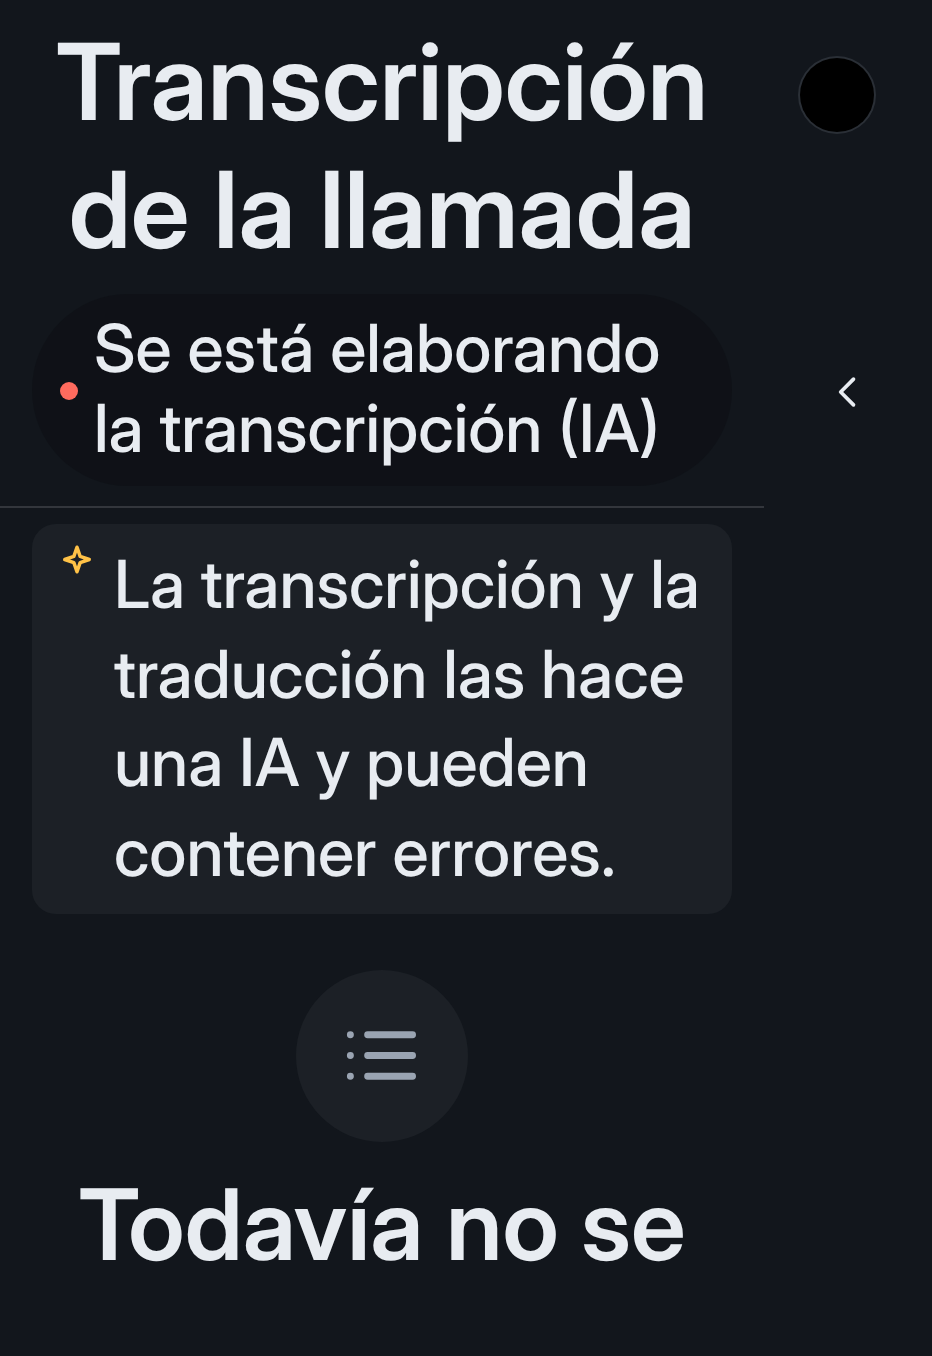 Transcripción
de la llamada
Se está elaborando
la transcripción (IA)
La transcripción y la
traducción las hace
una IA y pueden
contener errores.
Todavía no se